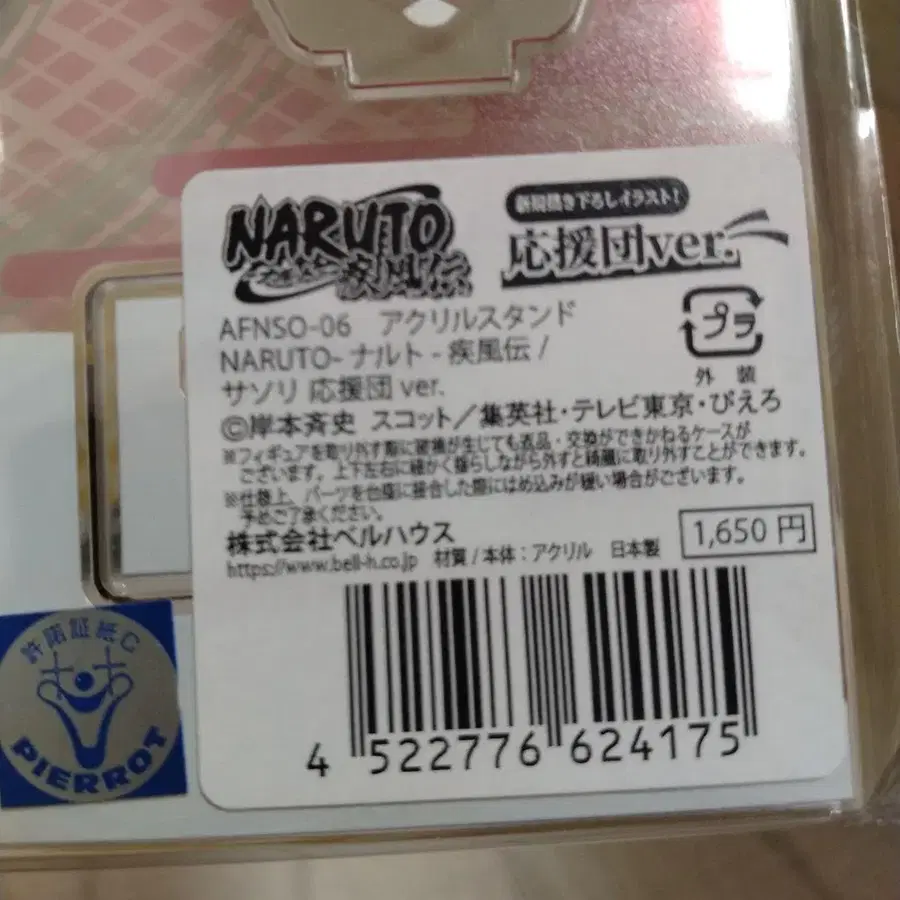 NARUTO
ナルト 疾風伝
新規描き下ろしイラスト!
応援団ver.
AFNSO-06 アクリルスタンド
NARUTO- ナルト - 疾風伝 /
サソリ 応援団 ver.
プラ
外 装
©岸本斉史 スコット/集英社・テレビ東京・ぴえろ
※フィギュアを取り外す際に破損が生じても返品・交換ができかねるケースが
ございます。上下左右に細かく揺らしながら外すと綺麗に取り外すことができます。
※仕様上、パーツを台座に接合した際にはめ込みが緩い場合がございます。
予めご了承ください。
株式会社ベルハウス
1,650 円
https://www.bell-h.co.jp 材質/本体:アクリル 日本製
4 522776 624175
許諾証紙C
PIERROT